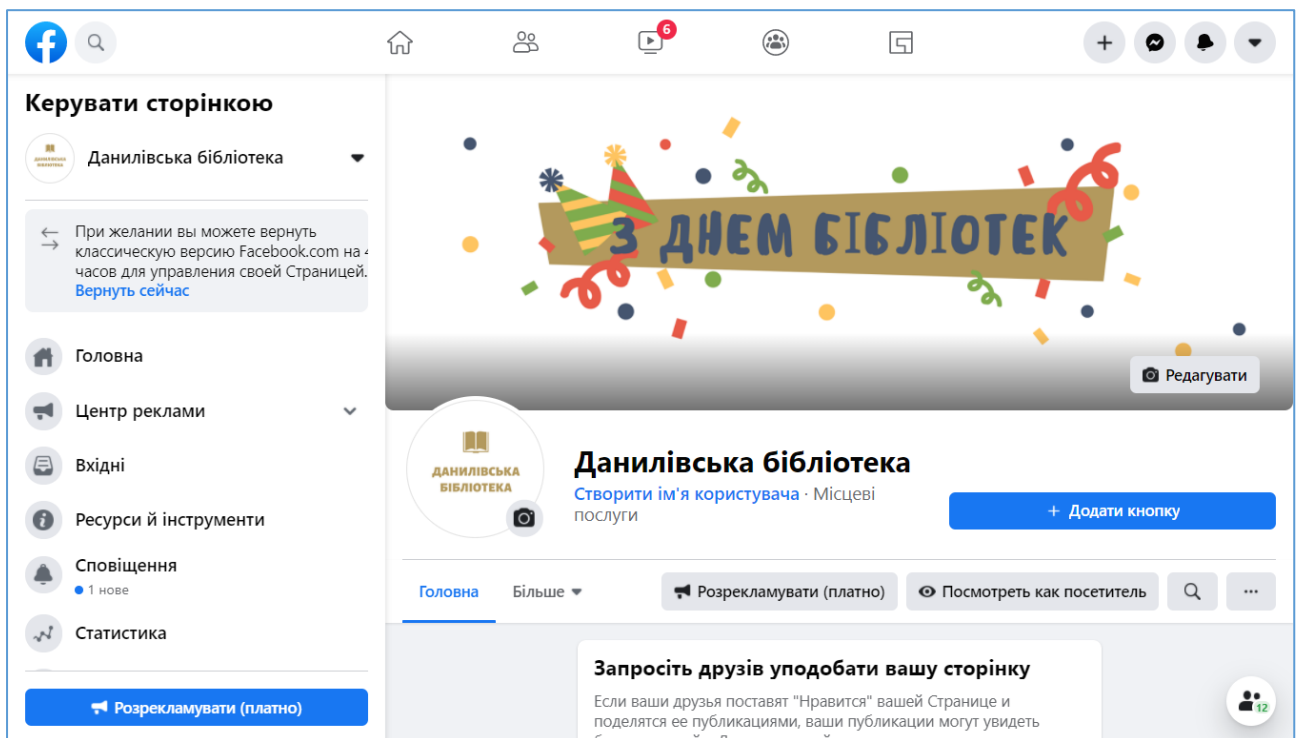 6
Керувати сторінкою
ДАНИЛІВСЬКА
БІБЛІОТЕКА
Данилівська бібліотека
При желании вы можете вернуть
классическую версию Facebook.com на
часов для управления своей Страницей.
Вернуть сейчас
Головна
Центр реклами
Вхідні
Ресурси й інструменти
Сповіщення
1 нове
Статистика
Розрекламувати (платно)
З ДНЕМ БІБЛІОТЕК
Редагувати
ДАНИЛІВСЬКА
БІБЛІОТЕКА
Данилівська бібліотека
Створити ім'я користувача · Місцеві
послуги
+ Додати кнопку
Головна
Більше
Розрекламувати (платно)
Посмотреть как посетитель
Запросіть друзів уподобати вашу сторінку
Если ваши друзья поставят "Нравится" вашей Странице и
поделятся ее публикациями, ваши публикации могут увидеть
12